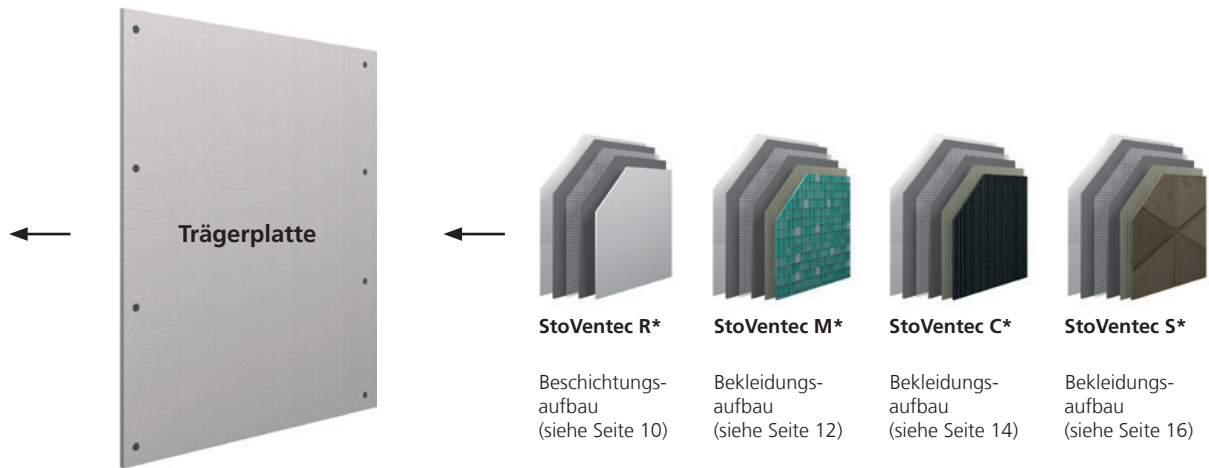 Trägerplatte
StoVentec R*
Beschichtungs-
aufbau
(siehe Seite 10)
StoVentec M*
Bekleidungs-
aufbau
(siehe Seite 12)
StoVentec C*
Bekleidungs-
aufbau
(siehe Seite 14)
StoVentec S*
Bekleidungs-
aufbau
(siehe Seite 16)